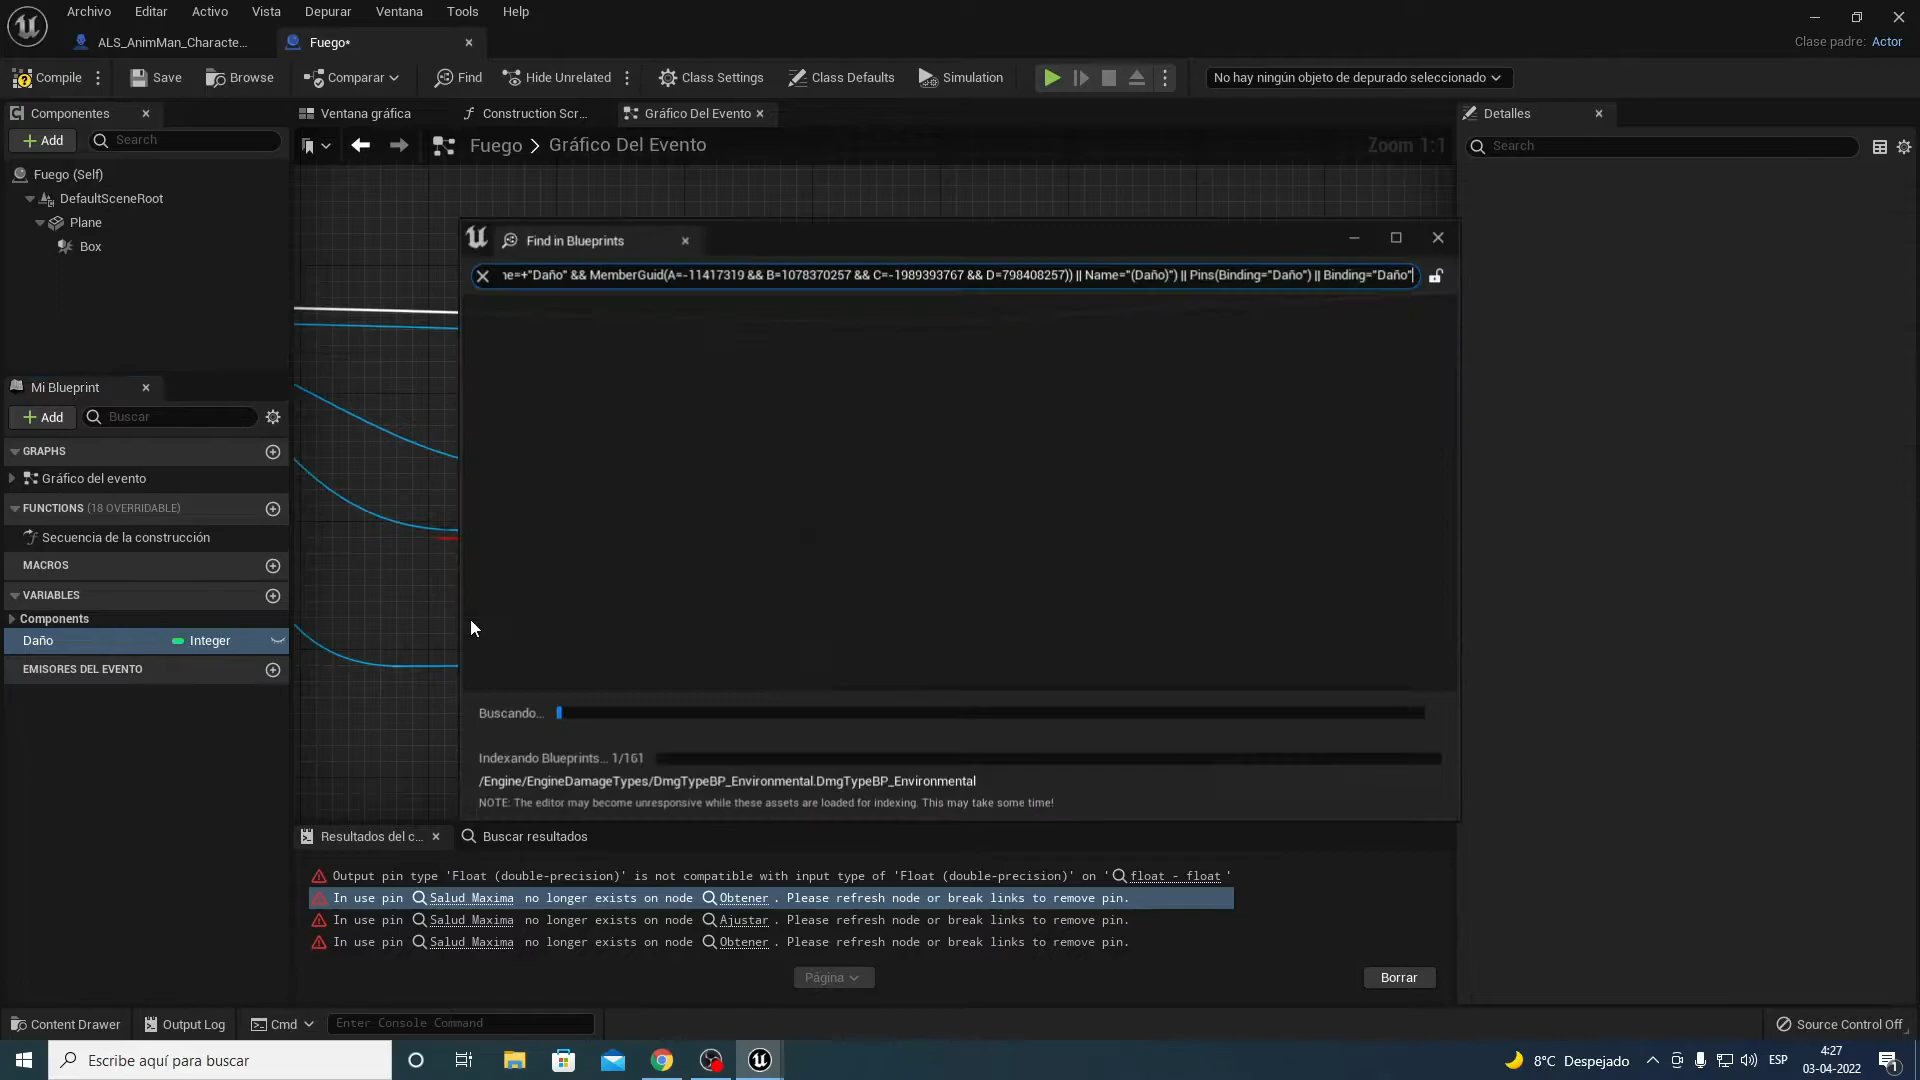 Archivo Editar Activo Vista Depurar Ventana Tools Help
ALS_AnimMan_Characte...
Fuego*
Clase padre: Actor
Compile Save Browse Comparar Find Hide Unrelated Class Settings Class Defaults Simulation No hay ningún objeto de depurado seleccionado
Componentes
Ventana gráfica Construction Scr... Gráfico Del Evento
Detalles
Add Search
Fuego > Gráfico Del Evento
Zoom 1:1
Search
Fuego (Self)
DefaultSceneRoot
Plane
Box
Find in Blueprints
ne=+"Daño" && MemberGuid(A=-11417319 && B=1078370257 && C=-1989393767 && D=798408257)) || Name="(Daño)") || Pins(Binding="Daño") || Binding="Daño"
Mi Blueprint
Add Buscar
GRAPHS
Gráfico del evento
FUNCTIONS (18 OVERRIDABLE)
Secuencia de la construcción
MACROS
VARIABLES
Components
Daño Integer
EMISORES DEL EVENTO
Buscando...
Indexando Blueprints... 1/161
/Engine/EngineDamageTypes/DmgTypeBP_Environmental.DmgTypeBP_Environmental
NOTE: The editor may become unresponsive while these assets are loaded for indexing. This may take some time!
Resultados del c... Buscar resultados
Output pin type 'Float (double-precision)' is not compatible with input type of 'Float (double-precision)' on ' float - float '
In use pin Salud Maxima no longer exists on node Obtener . Please refresh node or break links to remove pin.
In use pin Salud Maxima no longer exists on node Ajustar . Please refresh node or break links to remove pin.
In use pin Salud Maxima no longer exists on node Obtener . Please refresh node or break links to remove pin.
Página
Borrar
Content Drawer Output Log Cmd Enter Console Command
Source Control Off
Escribe aquí para buscar
8°C Despejado
ESP
4:27
03-04-2022
1